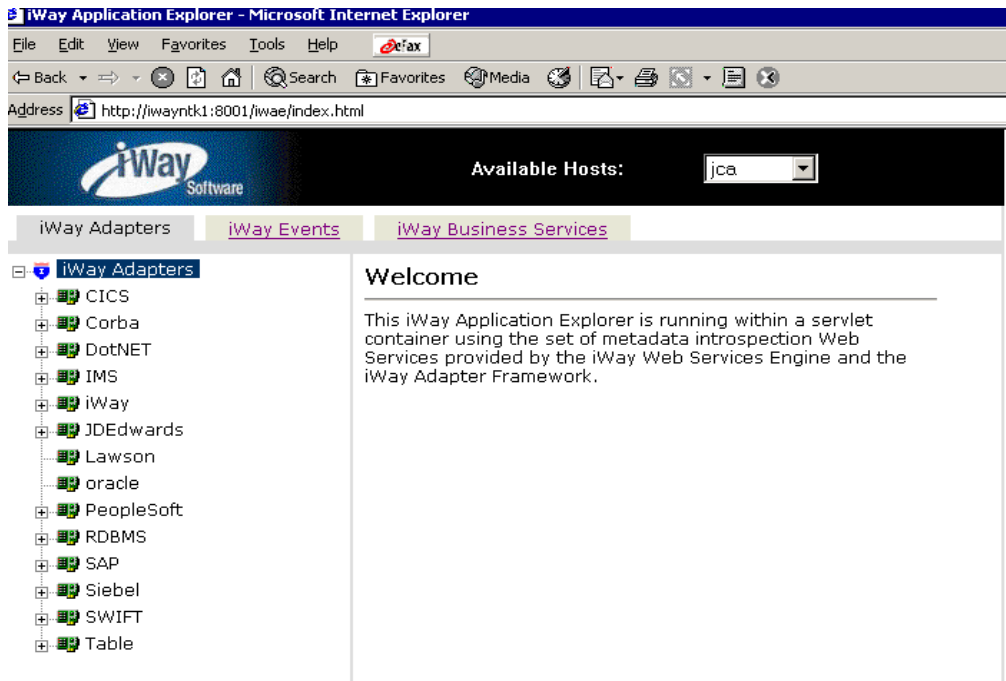 iWay Application Explorer - Microsoft Internet Explorer
File Edit View Favorites Tools Help eFax
Back Search Favorites Media
Address http://iwayntk1:8001/iwae/index.html
iWay Software
Available Hosts: jca
iWay Adapters iWay Events iWay Business Services
iWay Adapters
CICS
Corba
DotNET
IMS
iWay
JDEdwards
Lawson
oracle
PeopleSoft
RDBMS
SAP
Siebel
SWIFT
Table
Welcome
This iWay Application Explorer is running within a servlet
container using the set of metadata introspection Web
Services provided by the iWay Web Services Engine and the
iWay Adapter Framework.